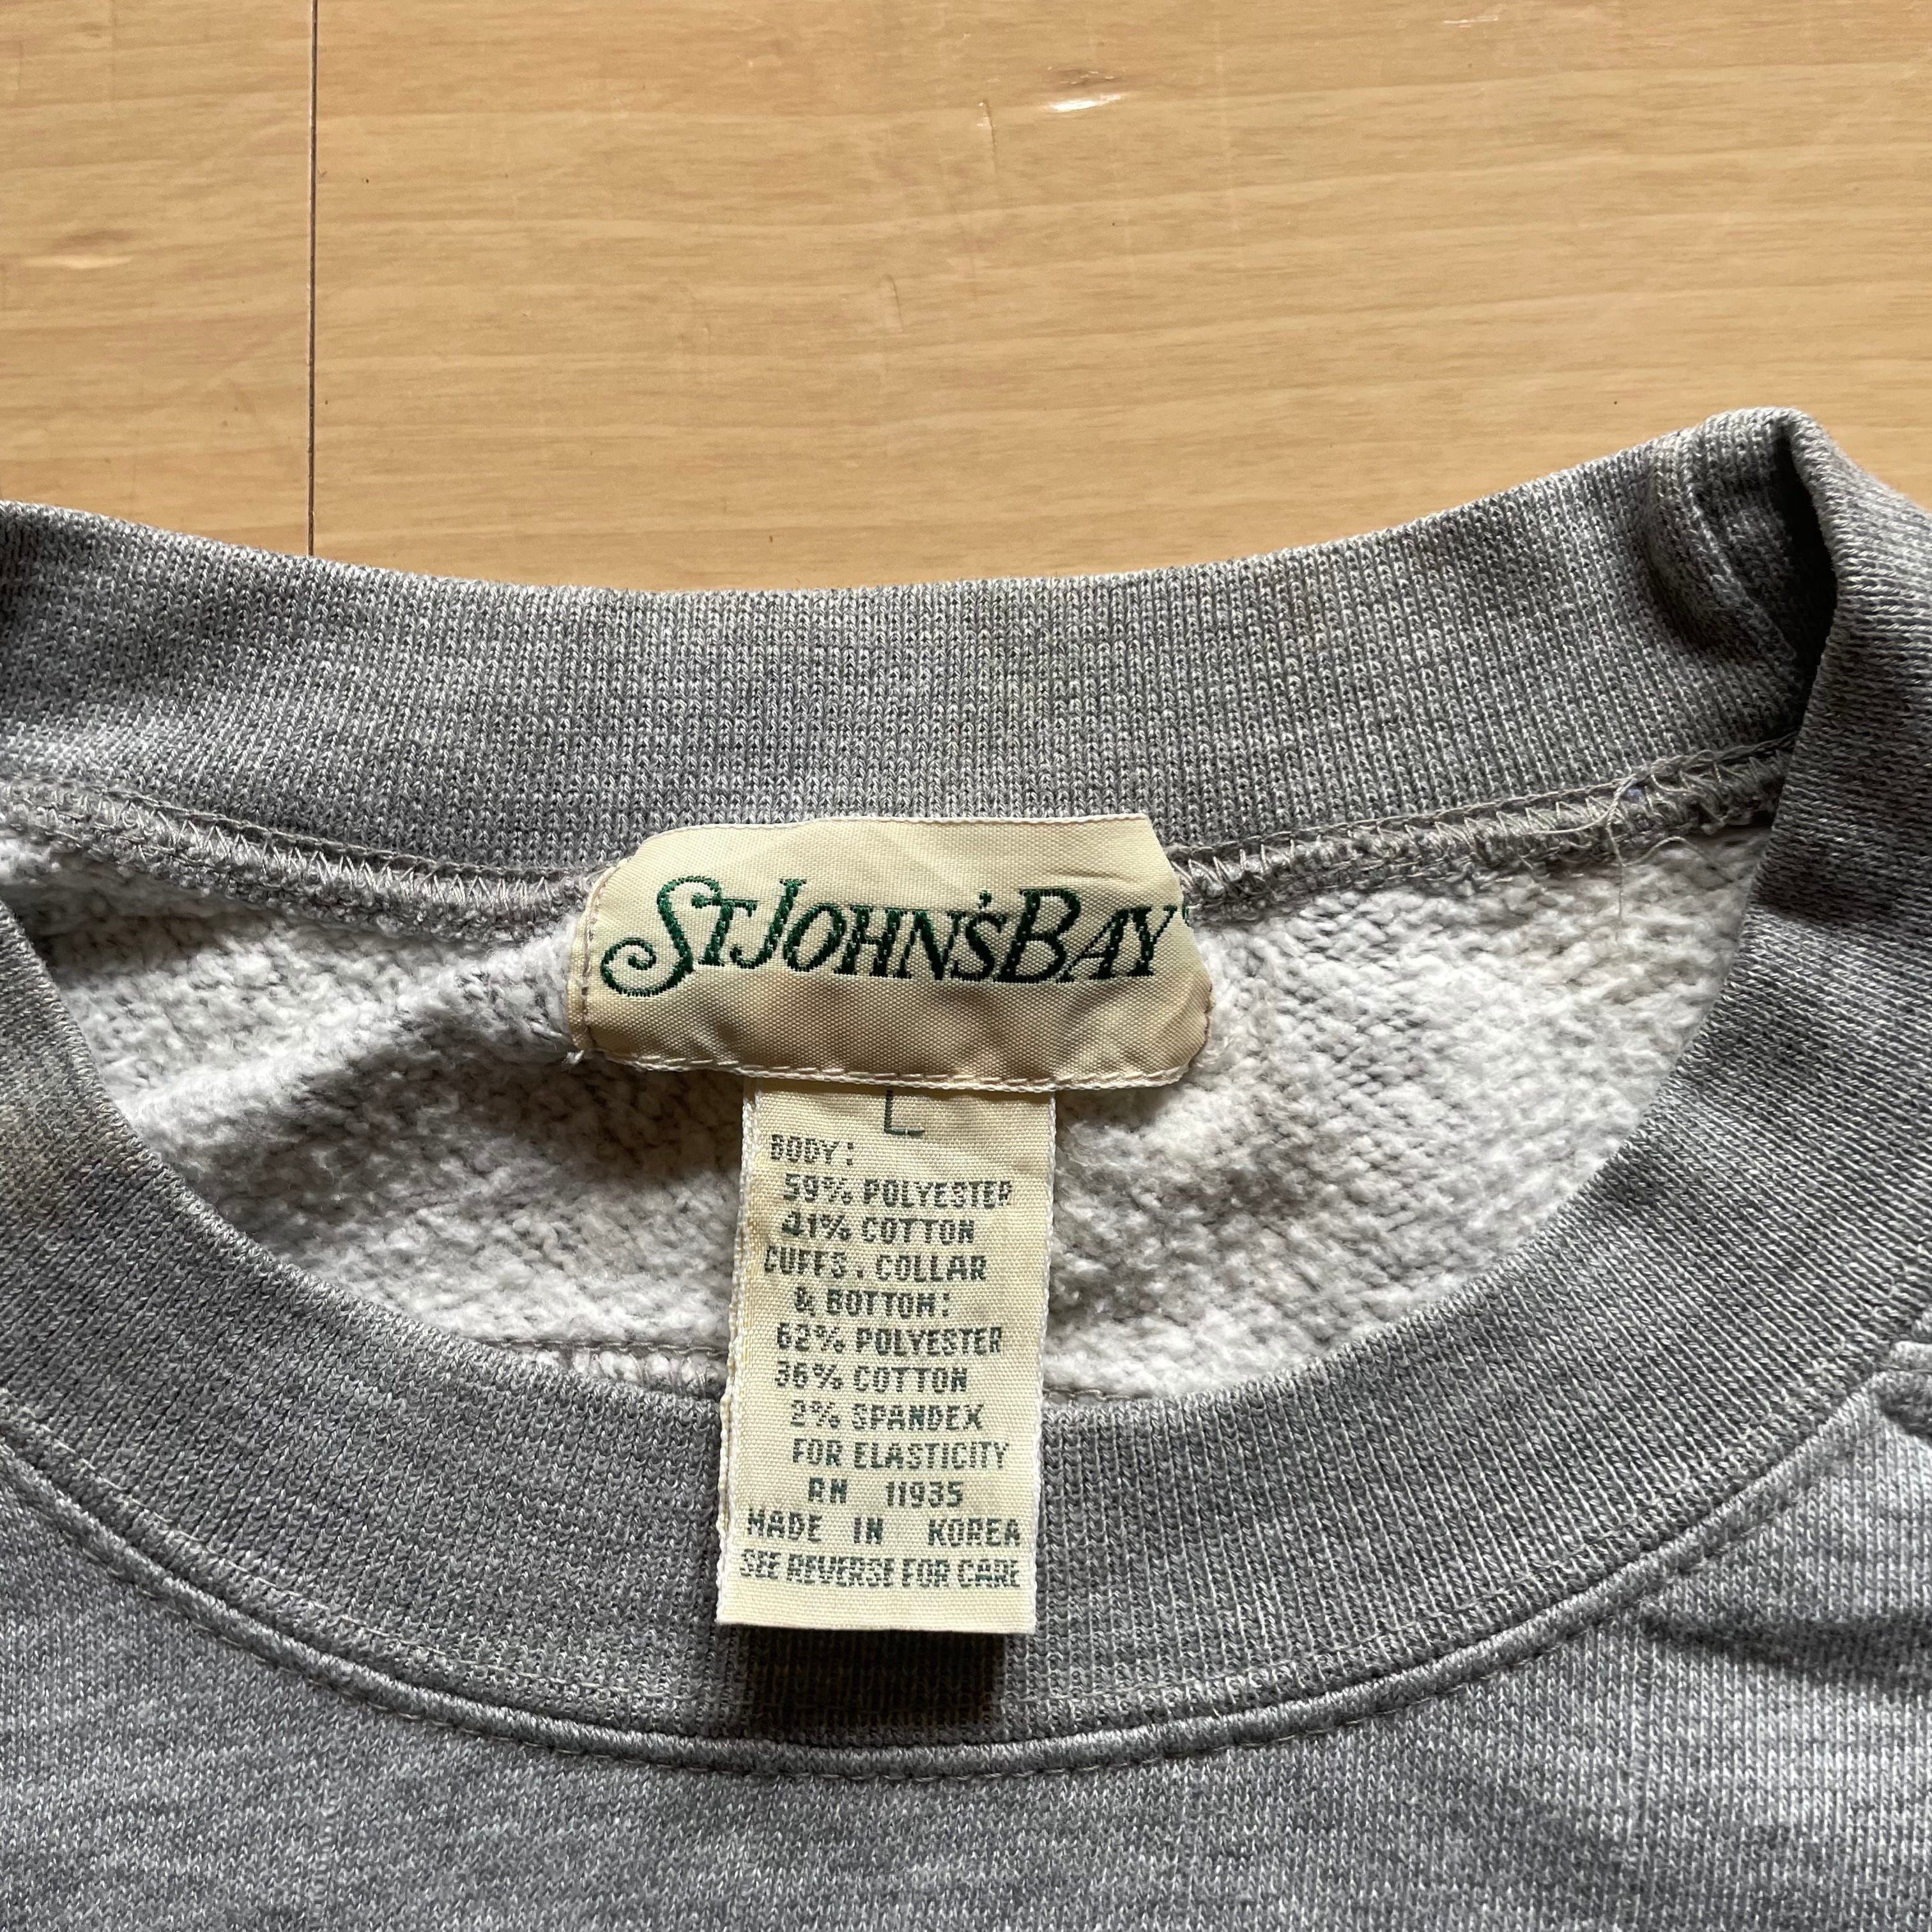 ST JOHN'S BAY
L
BODY:
59% POLYESTER
41% COTTON
CUFFS, COLLAR
& BOTTOM:
62% POLYESTER
36% COTTON
2% SPANDEX
FOR ELASTICITY
RN 11935
MADE IN KOREA
SEE REVERSE FOR CARE